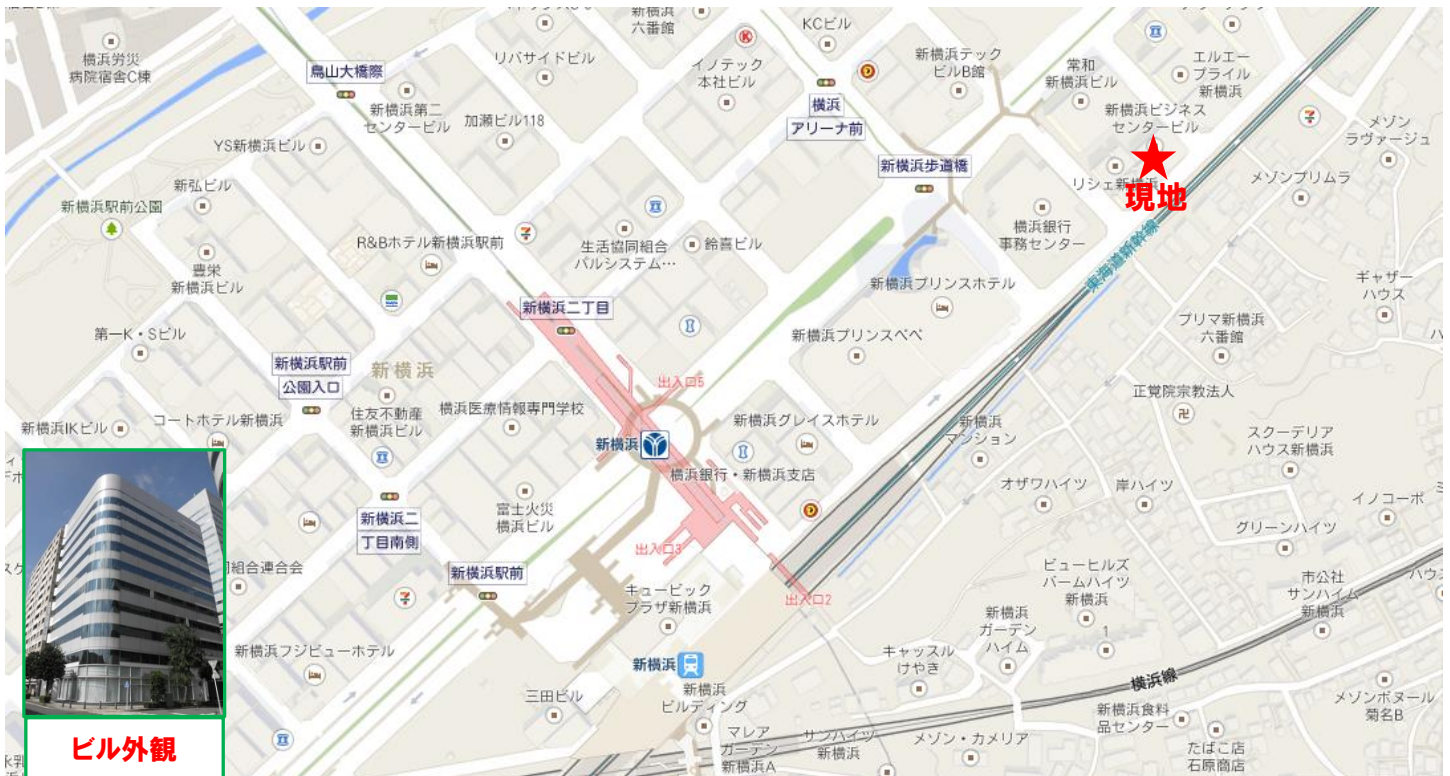 横浜労災
病院宿舎C棟
鳥山大橋際
新横浜第二
センタービル
リバサイドビル
加瀬ビル118
新横浜
六番館
イノテック
本社ビル
KCビル
横浜
アリーナ前
新横浜テック
ビルB館
常和
新横浜ビル
エルエー
プライル
新横浜
新横浜ビジネス
センタービル
メゾン
ラヴァージュ
YS新横浜ビル
新弘ビル
新横浜駅前公園
豊栄
新横浜ビル
R&Bホテル新横浜駅前
生活協同組合
パルシステム…
鈴喜ビル
新横浜歩道橋
リシェ新横浜
現地
メゾンプリムラ
横浜銀行
事務センター
東海道新幹線
新横浜プリンスホテル
ギャザー
ハウス
第一K・Sビル
新横浜二丁目
新横浜プリンスペペ
プリマ新横浜
六番館
新横浜駅前
公園入口
新横浜
出入口5
正覚院宗教法人
新横浜IKビル
コートホテル新横浜
住友不動産
新横浜ビル
横浜医療情報専門学校
新横浜
新横浜グレイスホテル
新横浜
マンション
スクーデリア
ハウス新横浜
横浜銀行・新横浜支店
オザワハイツ
岸ハイツ
イノコーポ
グリーンハイツ
富士火災
横浜ビル
新横浜二
丁目南側
出入口3
組合連合会
新横浜駅前
キュービック
プラザ新横浜
出入口2
ビューヒルズ
パームハイツ
新横浜
1
市公社
サンハイム
新横浜
新横浜
ガーデン
ハイム
新横浜フジビューホテル
新横浜
キャッスル
けやき
横浜線
三田ビル
新横浜
ビルディング
マレア
ガーデン
新横浜A
サンハイツ
新横浜
メゾン・カメリア
新横浜食料
品センター
メゾンボヌール
菊名B
たばこ店
石原商店
ビル外観